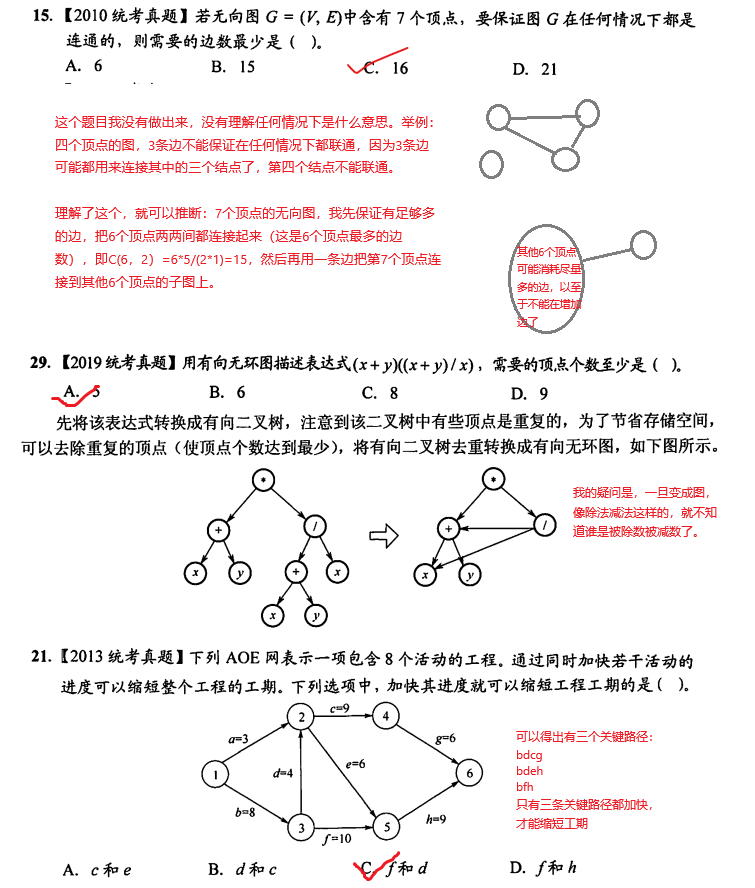 15.【2010 统考真题】若无向图 G = (V, E)中含有 7 个顶点，要保证图 G 在任何情况下都是
连通的，则需要的边数最少是（ ）。
A. 6 B. 15 C. 16 D. 21
这个题目我没有做出来，没有理解任何情况下是什么意思。举例：
四个顶点的图，3条边不能保证在任何情况下都联通，因为3条边
可能都用来连接其中的三个结点了，第四个结点不能联通。
理解了这个，就可以推断：7个顶点的无向图，我先保证有足够多
的边，把6个顶点两两间都连接起来（这是6个顶点最多的边
数），即C(6，2）=6*5/(2*1)=15，然后再用一条边把第7个顶点连
接到其他6个顶点的子图上。
其他6个顶点
可能消耗尽量
多的边，以至
于不能在增加
边了
29.【2019 统考真题】用有向无环图描述表达式(x + y)((x + y) / x)，需要的顶点个数至少是（ ）。
A. 5 B. 6 C. 8 D. 9
先将该表达式转换成有向二叉树，注意到该二叉树中有些顶点是重复的，为了节省存储空间，
可以去除重复的顶点（使顶点个数达到最少），将有向二叉树去重转换成有向无环图，如下图所示。
* *
我的疑问是，一旦变成图，
像除法减法这样的，就不知
道谁是被除数被减数了。
+ / + /
x y + x x y
x y
21.【2013 统考真题】下列 AOE 网表示一项包含 8 个活动的工程。通过同时加快若干活动的
进度可以缩短整个工程的工期。下列选项中，加快其进度就可以缩短工程工期的是（ ）。
2 c=9 4
a=3 g=6
1 d=4 e=6 6
b=8 h=9
3 f=10 5
可以得出有三个关键路径：
bdcg
bdeh
bfh
只有三条关键路径都加快，
才能缩短工期
A. c 和 e B. d 和 c C. f 和 d D. f 和 h